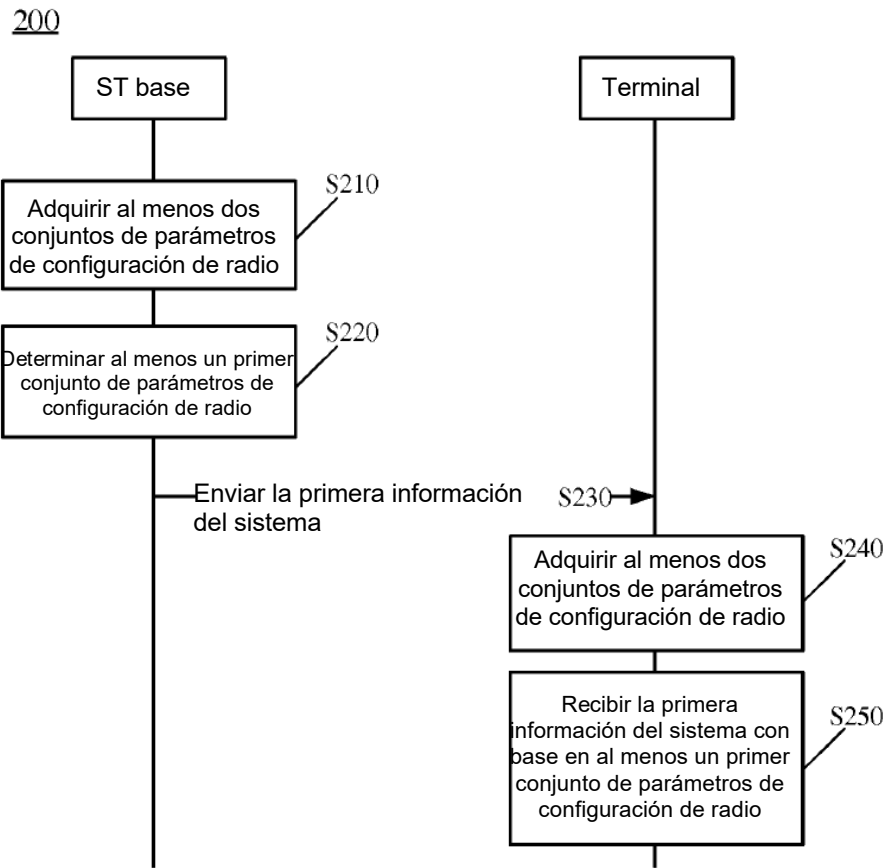 200
ST base
Terminal
S210
Adquirir al menos dos
conjuntos de parámetros
de configuración de radio
S220
Determinar al menos un primer
conjunto de parámetros de
configuración de radio
Enviar la primera información
del sistema
S230
S240
Adquirir al menos dos
conjuntos de parámetros
de configuración de radio
S250
Recibir la primera
información del sistema con
base en al menos un primer
conjunto de parámetros de
configuración de radio